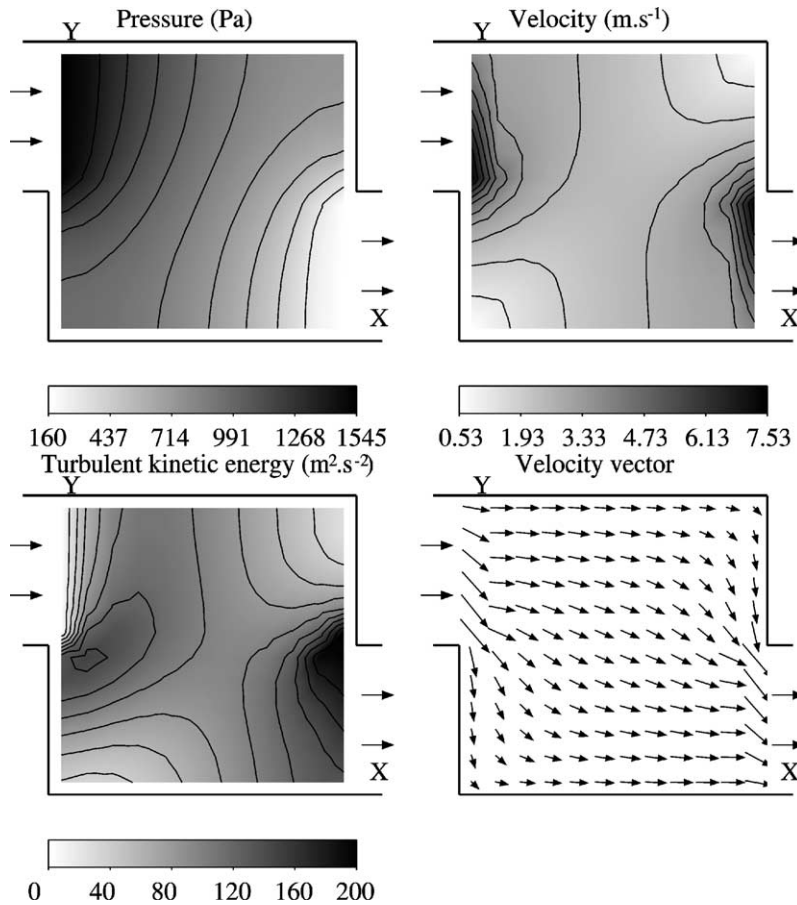 Pressure (Pa)
Y
X
160 437 714 991 1268 1545
Velocity (m.s⁻¹)
Y
X
0.53 1.93 3.33 4.73 6.13 7.53
Turbulent kinetic energy (m².s⁻²)
Y
X
0 40 80 120 160 200
Velocity vector
Y
X